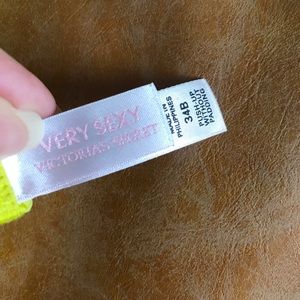 VERY SEXY
VICTORIA'S SECRET
MADE IN
PHILIPPINES
34B
PUSH-UP
WITHOUT
PADDING